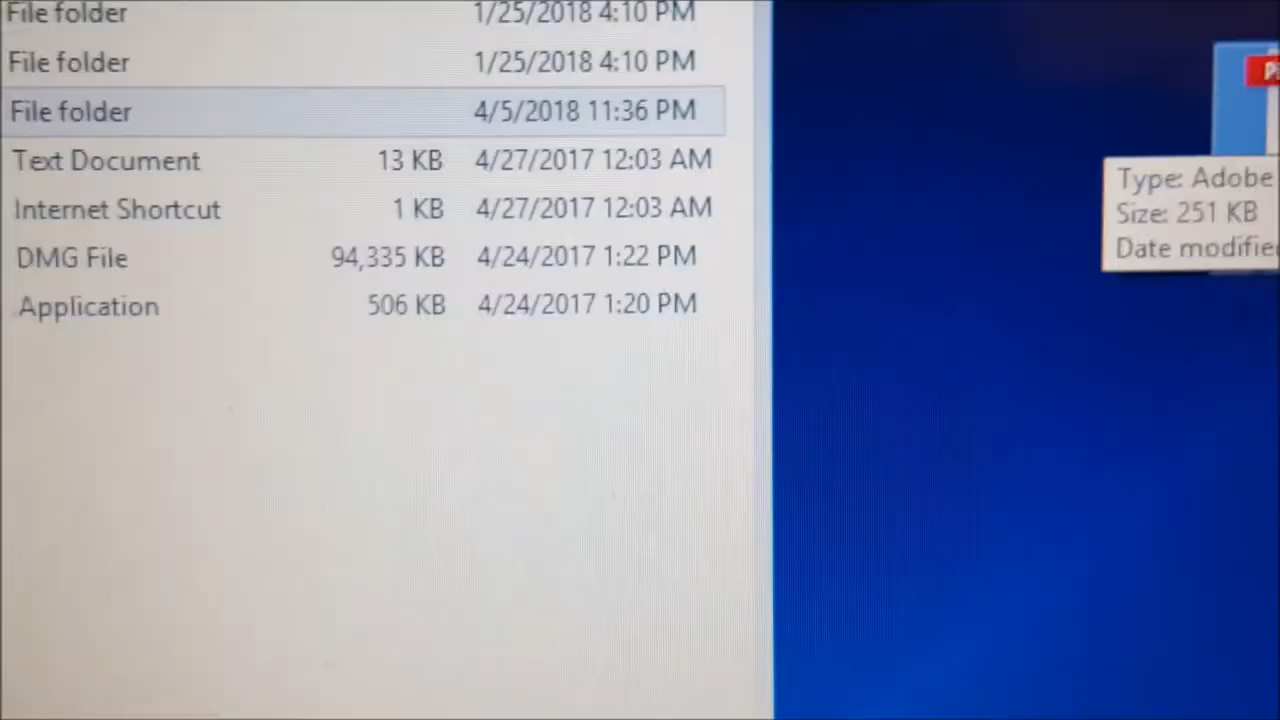 File folder 1/25/2018 4:10 PM
File folder 1/25/2018 4:10 PM
File folder 4/5/2018 11:36 PM
Text Document 13 KB 4/27/2017 12:03 AM
Internet Shortcut 1 KB 4/27/2017 12:03 AM
DMG File 94,335 KB 4/24/2017 1:22 PM
Application 506 KB 4/24/2017 1:20 PM
Type: Adobe
Size: 251 KB
Date modified